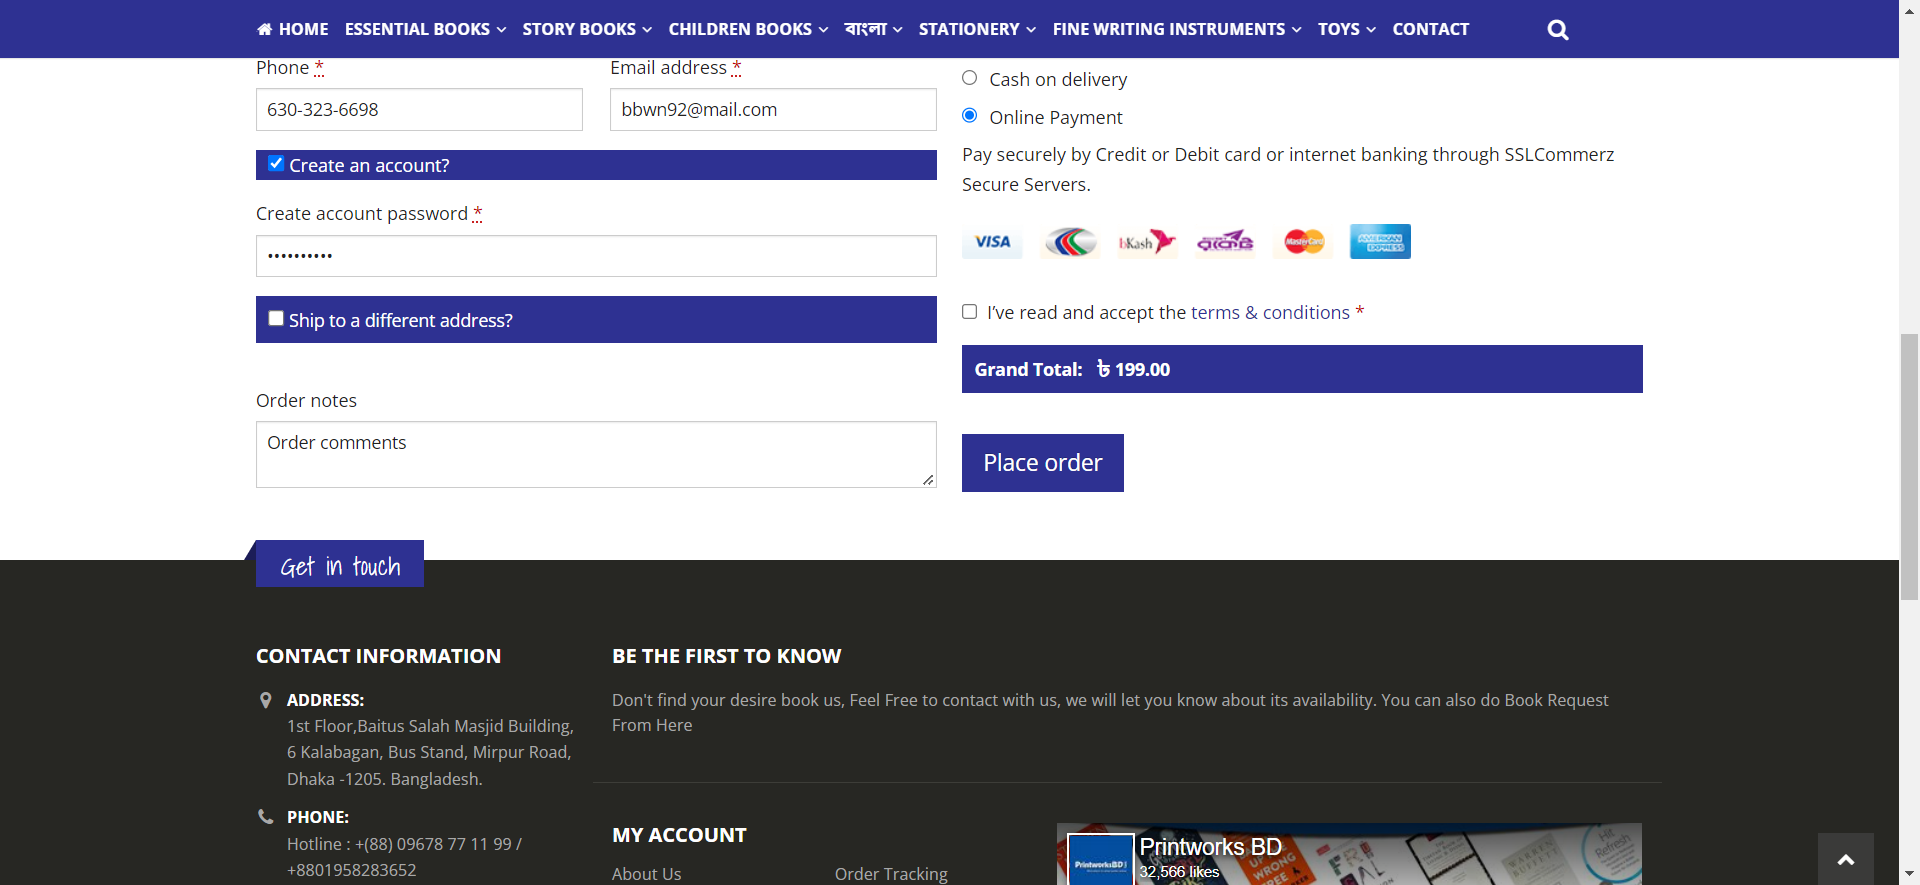 HOME ESSENTIAL BOOKS STORY BOOKS CHILDREN BOOKS বাংলা STATIONERY FINE WRITING INSTRUMENTS TOYS CONTACT
Phone *
Email address *
630-323-6698
bbwn92@mail.com
Create an account?
Create account password *
••••••••••
Ship to a different address?
Order notes
Order comments
Cash on delivery
Online Payment
Pay securely by Credit or Debit card or internet banking through SSLCommerz
Secure Servers.
VISA bKash রকেট MasterCard AMERICAN EXPRESS
I've read and accept the terms & conditions *
Grand Total: ৳ 199.00
Place order
Get in touch
CONTACT INFORMATION
ADDRESS:
1st Floor,Baitus Salah Masjid Building,
6 Kalabagan, Bus Stand, Mirpur Road,
Dhaka -1205. Bangladesh.
PHONE:
Hotline : +(88) 09678 77 11 99 /
+8801958283652
BE THE FIRST TO KNOW
Don't find your desire book us, Feel Free to contact with us, we will let you know about its availability. You can also do Book Request
From Here
MY ACCOUNT
About Us
Order Tracking
PrintworksBD
Printworks BD
32,566 likes